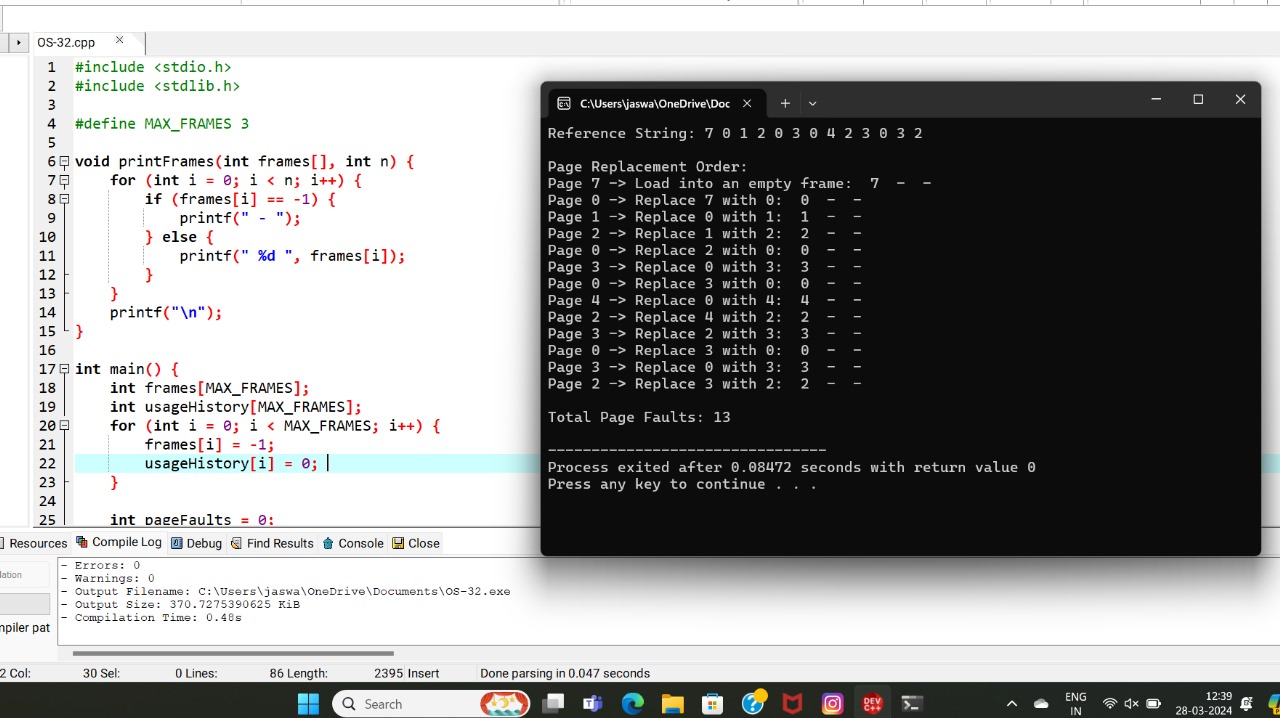 OS-32.cpp
1 #include <stdio.h>
2 #include <stdlib.h>
3
4 #define MAX_FRAMES 3
5
6 void printFrames(int frames[], int n) {
7 for (int i = 0; i < n; i++) {
8 if (frames[i] == -1) {
9 printf(" - ");
10 } else {
11 printf(" %d ", frames[i]);
12 }
13 }
14 printf("\n");
15 }
16
17 int main() {
18 int frames[MAX_FRAMES];
19 int usageHistory[MAX_FRAMES];
20 for (int i = 0; i < MAX_FRAMES; i++) {
21 frames[i] = -1;
22 usageHistory[i] = 0;
23 }
24
25 int pageFaults = 0;
C:\Users\jaswa\OneDrive\Doc
Reference String: 7 0 1 2 0 3 0 4 2 3 0 3 2
Page Replacement Order:
Page 7 -> Load into an empty frame: 7 - -
Page 0 -> Replace 7 with 0: 0 - -
Page 1 -> Replace 0 with 1: 1 - -
Page 2 -> Replace 1 with 2: 2 - -
Page 0 -> Replace 2 with 0: 0 - -
Page 3 -> Replace 0 with 3: 3 - -
Page 0 -> Replace 3 with 0: 0 - -
Page 4 -> Replace 0 with 4: 4 - -
Page 2 -> Replace 4 with 2: 2 - -
Page 3 -> Replace 2 with 3: 3 - -
Page 0 -> Replace 3 with 0: 0 - -
Page 3 -> Replace 0 with 3: 3 - -
Page 2 -> Replace 3 with 2: 2 - -
Total Page Faults: 13
--------------------------------
Process exited after 0.08472 seconds with return value 0
Press any key to continue . . .
Resources Compile Log Debug Find Results Console Close
lation
mpiler pat
- Errors: 0
- Warnings: 0
- Output Filename: C:\Users\jaswa\OneDrive\Documents\OS-32.exe
- Output Size: 370.7275390625 KiB
- Compilation Time: 0.48s
2 Col: 30 Sel: 0 Lines: 86 Length: 2395 Insert Done parsing in 0.047 seconds
Search
DEV C++
ENG
IN
12:39
28-03-2024